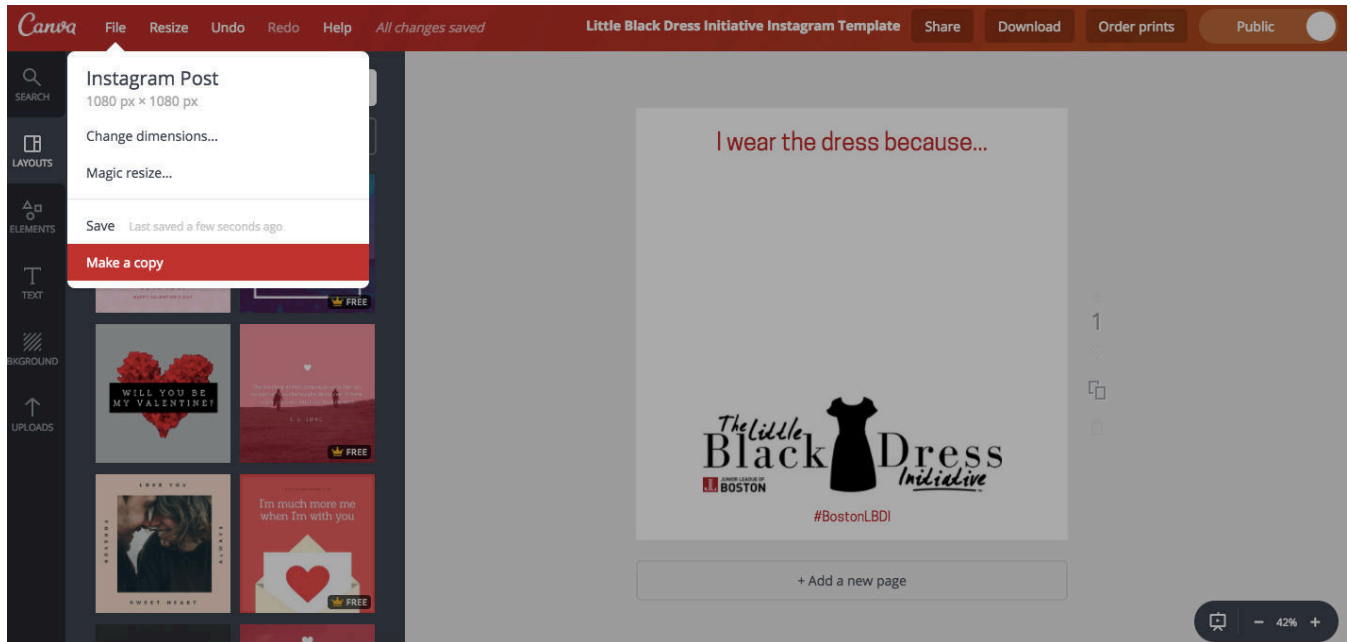 Canva
File Resize Undo Redo Help All changes saved
Little Black Dress Initiative Instagram Template Share Download Order prints Public
Instagram Post
1080 px × 1080 px
Change dimensions...
Magic resize...
Save Last saved a few seconds ago
Make a copy
SEARCH
LAYOUTS
ELEMENTS
TEXT
BKGROUND
UPLOADS
HAPPY VALENTINE'S DAY
FREE
WILL YOU BE
MY VALENTINE?
FREE
LOVE YOU
ALWAYS
SWEET HEART
I'm much more me
when I'm with you
FREE
I wear the dress because...
The Little
Black Dress
Initiative
JUNIOR LEAGUE OF
BOSTON
#BostonLBDI
1
+ Add a new page
− 42% +